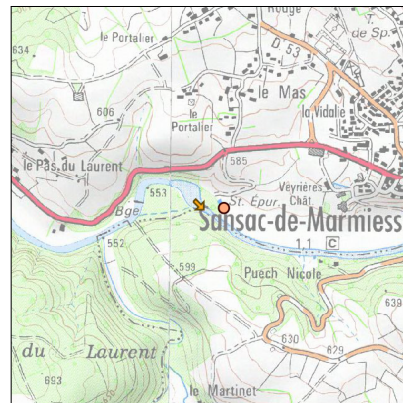 Rouge
le Portalier
634
D 53
T.
de Sp.
le Mas
606
la Vidalie
le
Portalier
585
le Pas du Laurent
553
Veyrières
Chât.
St. Epur.
Bge
Sansac-de-Marmiess
552
1,1
C
599
Puech Nicole
639
630
629
du Laurent
693
le Martinet